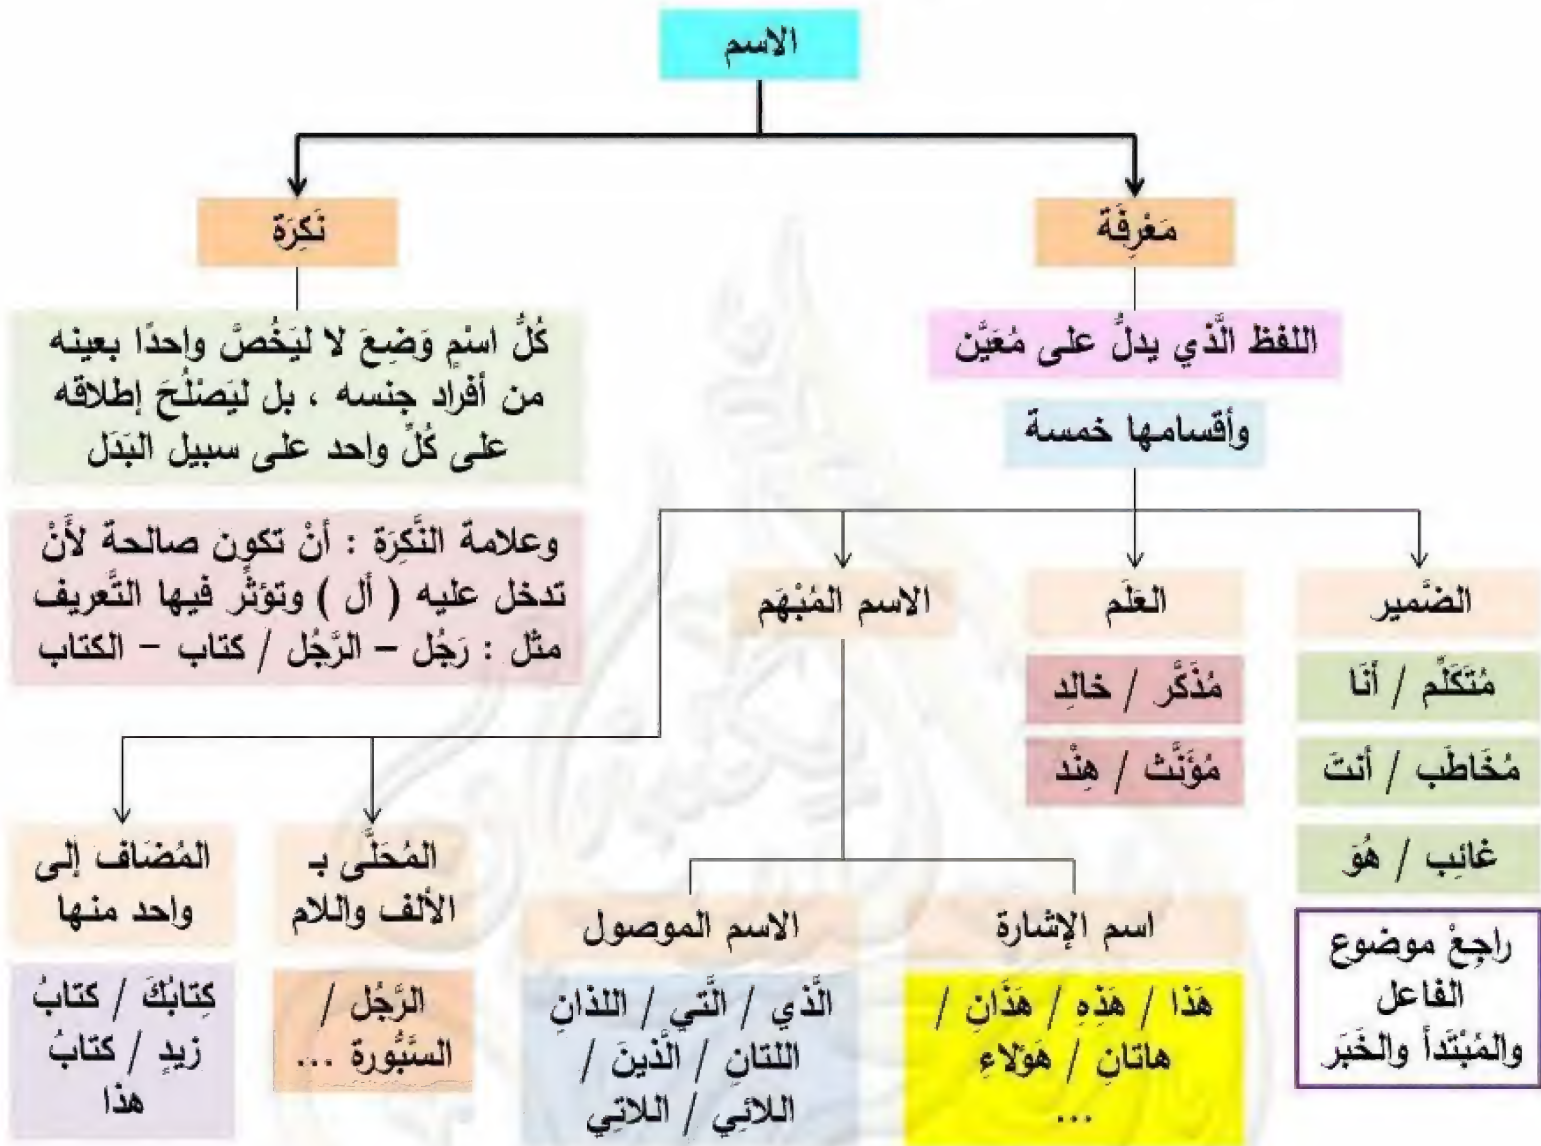 الاسم
مَعْرِفَة
نَكِرَة
اللفظ الَّذي يدلُّ على مُعَيَّن
وأقسامها خمسة
كُلُّ اسْمٍ وَضِعَ لا ليَخُصَّ واحدًا بعينه
من أفراد جنسه ، بل ليَصْلُحَ إطلاقه
على كُلِّ واحد على سبيل البَدَل
وعلامة النَّكِرَة : أنْ تكون صالحة لأَنْ
تدخل عليه ( أل ) وتؤثِّر فيها التَّعريف
مثل : رَجُل – الرَّجُل / كتاب – الكتاب
الضَّمير
مُتَكَلِّم / أَنَا
مُخَاطَب / أنتَ
غائِب / هُوَ
راجِعْ موضوع
الفاعل
والمُبْتَدأ والخَبَر
العَلَم
مُذَكَّر / خالِد
مُؤَنَّث / هِنْد
الاسم المُبْهَم
اسم الإشارة
هَذا / هَذِهِ / هَذَانِ /
هاتانِ / هَؤلاءِ
...
الاسم الموصول
الَّذي / الَّتي / اللذانِ
اللتانِ / الَّذينَ /
اللائي / اللاتِي
المُحَلَّى بـ
الألف واللام
الرَّجُل /
السَّبُّورة ...
المُضَاف إلى
واحد منها
كِتابُكَ / كتابُ
زيدٍ / كتابُ
هذا